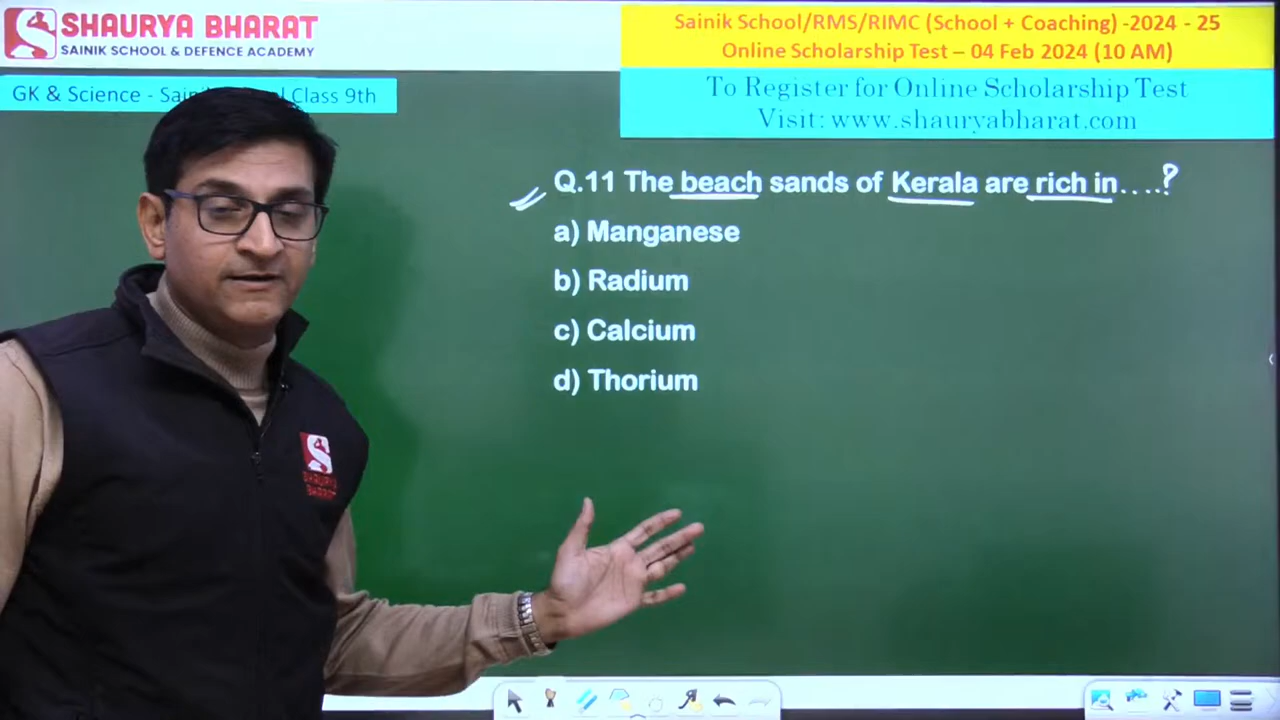 SHAURYA BHARAT
SAINIK SCHOOL & DEFENCE ACADEMY
Sainik School/RMS/RIMC (School + Coaching) -2024 - 25
Online Scholarship Test – 04 Feb 2024 (10 AM)
GK & Science - Sai
l Class 9th
To Register for Online Scholarship Test
Visit: www.shauryabharat.com
Q.11 The beach sands of Kerala are rich in….?
a) Manganese
b) Radium
c) Calcium
d) Thorium
SHAURYA
BHARAT